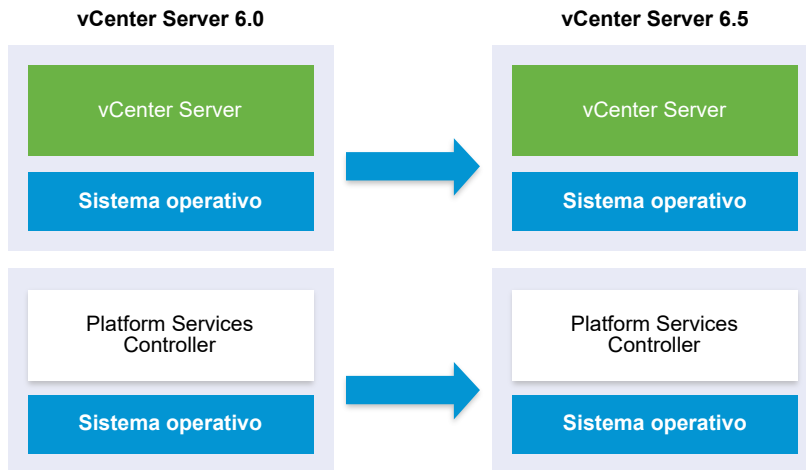 vCenter Server 6.0
vCenter Server 6.5
vCenter Server
vCenter Server
Sistema operativo
Sistema operativo
Platform Services
Controller
Platform Services
Controller
Sistema operativo
Sistema operativo